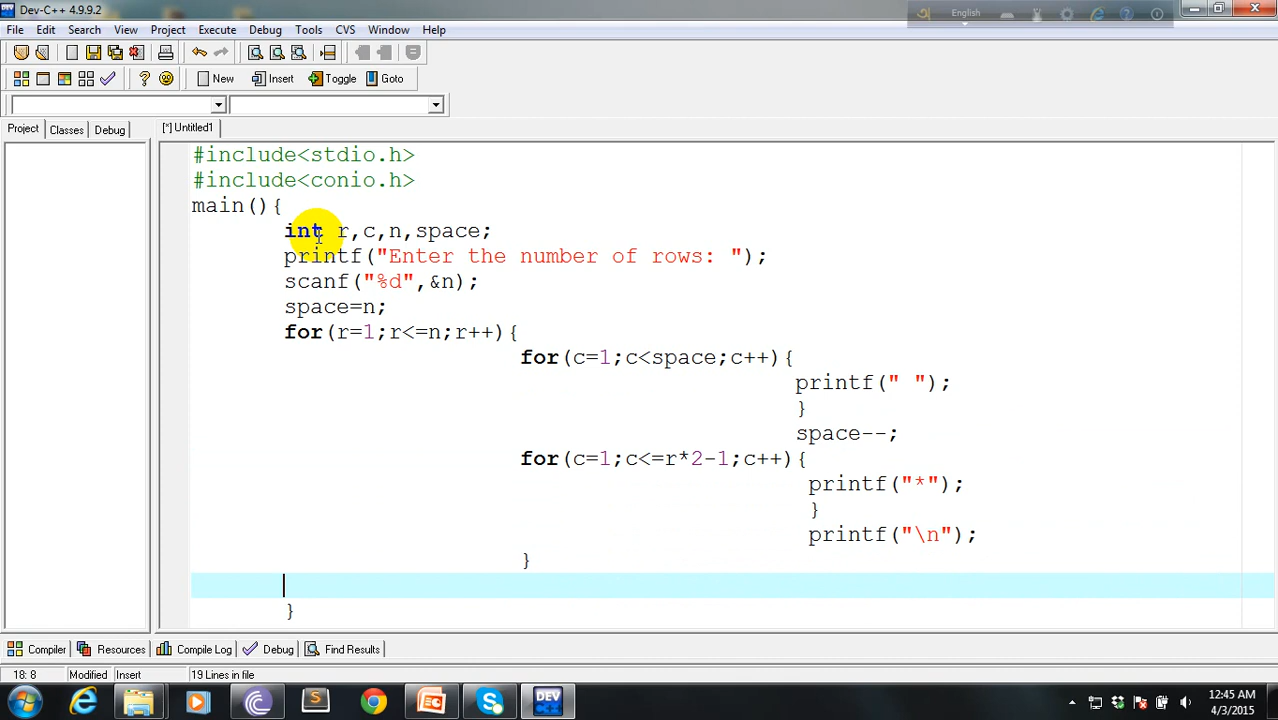 Dev-C++ 4.9.9.2
English
File Edit Search View Project Execute Debug Tools CVS Window Help
New Insert Toggle Goto
Project Classes Debug
[*] Untitled1
#include<stdio.h>
#include<conio.h>
main(){
int r,c,n,space;
printf("Enter the number of rows: ");
scanf("%d",&n);
space=n;
for(r=1;r<=n;r++){
for(c=1;c<space;c++){
printf(" ");
}
space--;
for(c=1;c<=r*2-1;c++){
printf("*");
}
printf("\n");
}
}
Compiler Resources Compile Log Debug Find Results
18: 8 Modified Insert 19 Lines in file
DEV
12:45 AM
4/3/2015